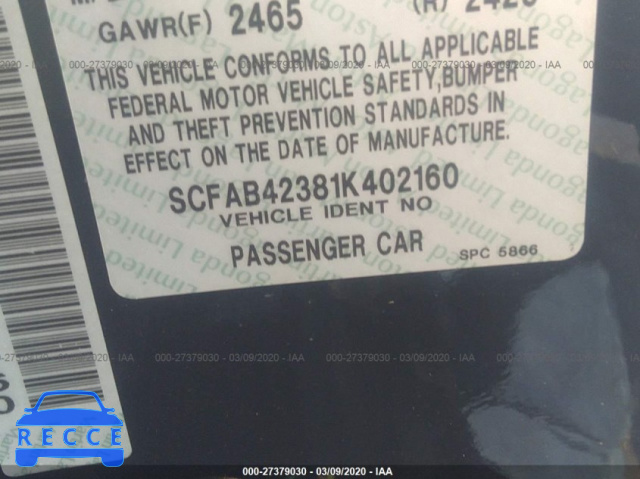 GAWR(F) 2465
THIS VEHICLE CONFORMS TO ALL APPLICABLE
FEDERAL MOTOR VEHICLE SAFETY,BUMPER
AND THEFT PREVENTION STANDARDS IN
EFFECT ON THE DATE OF MANUFACTURE.
SCFAB42381K402160
VEHICLE IDENT NO
PASSENGER CAR SPC 5866
000-27379030 - 03/09/2020 - IAA
RECCE